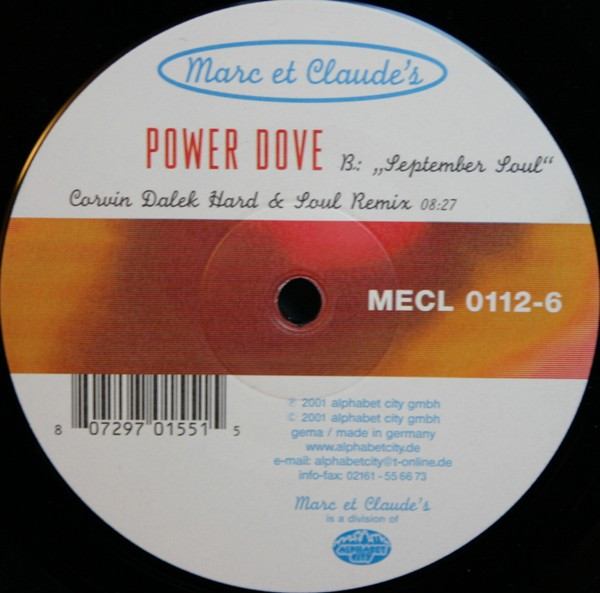 Marc et Claude's
POWER DOVE B.: „September Soul“
Corvin Dalek Hard & Soul Remix 08:27
MECL 0112-6
8 07297 01551 5
℗ 2001 alphabet city gmbh
© 2001 alphabet city gmbh
gema / made in germany
www.alphabetcity.de
e-mail: alphabetcity@t-online.de
info-fax: 02161 - 55 66 73
Marc et Claude's
is a division of
ALPHABET
CITY